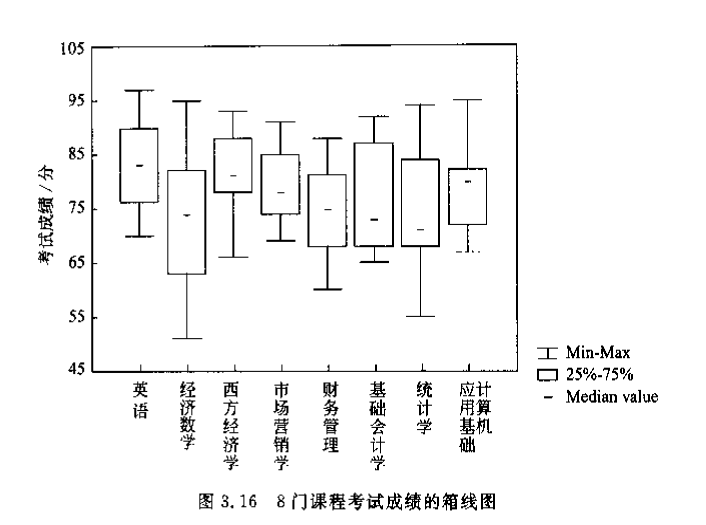 105
95
85
75
65
55
45
考试成绩/分
英语
经济数学
西方经济学
市场营销学
财务管理
基础会计学
统计学
计算机
应用基础
Min-Max
25%-75%
Median value
图 3.16 8门课程考试成绩的箱线图